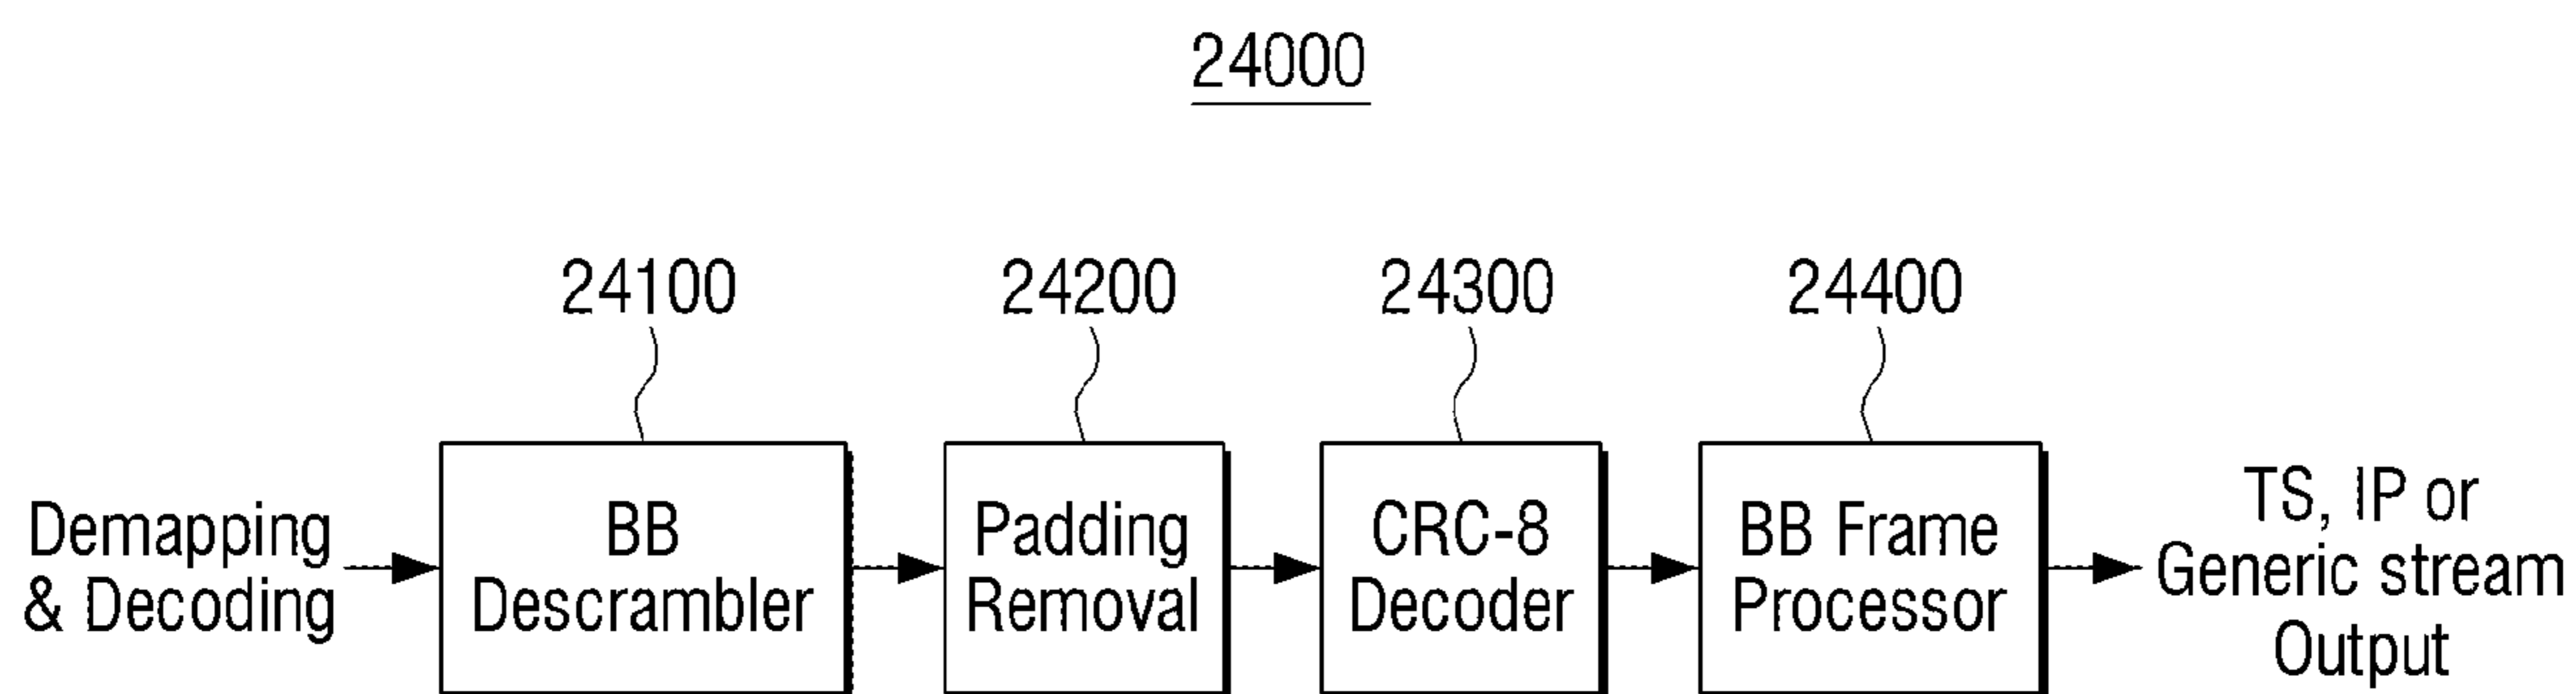 24000
24100
24200
24300
24400
Demapping
& Decoding
BB
Descrambler
Padding
Removal
CRC-8
Decoder
BB Frame
Processor
TS, IP or
Generic stream
Output